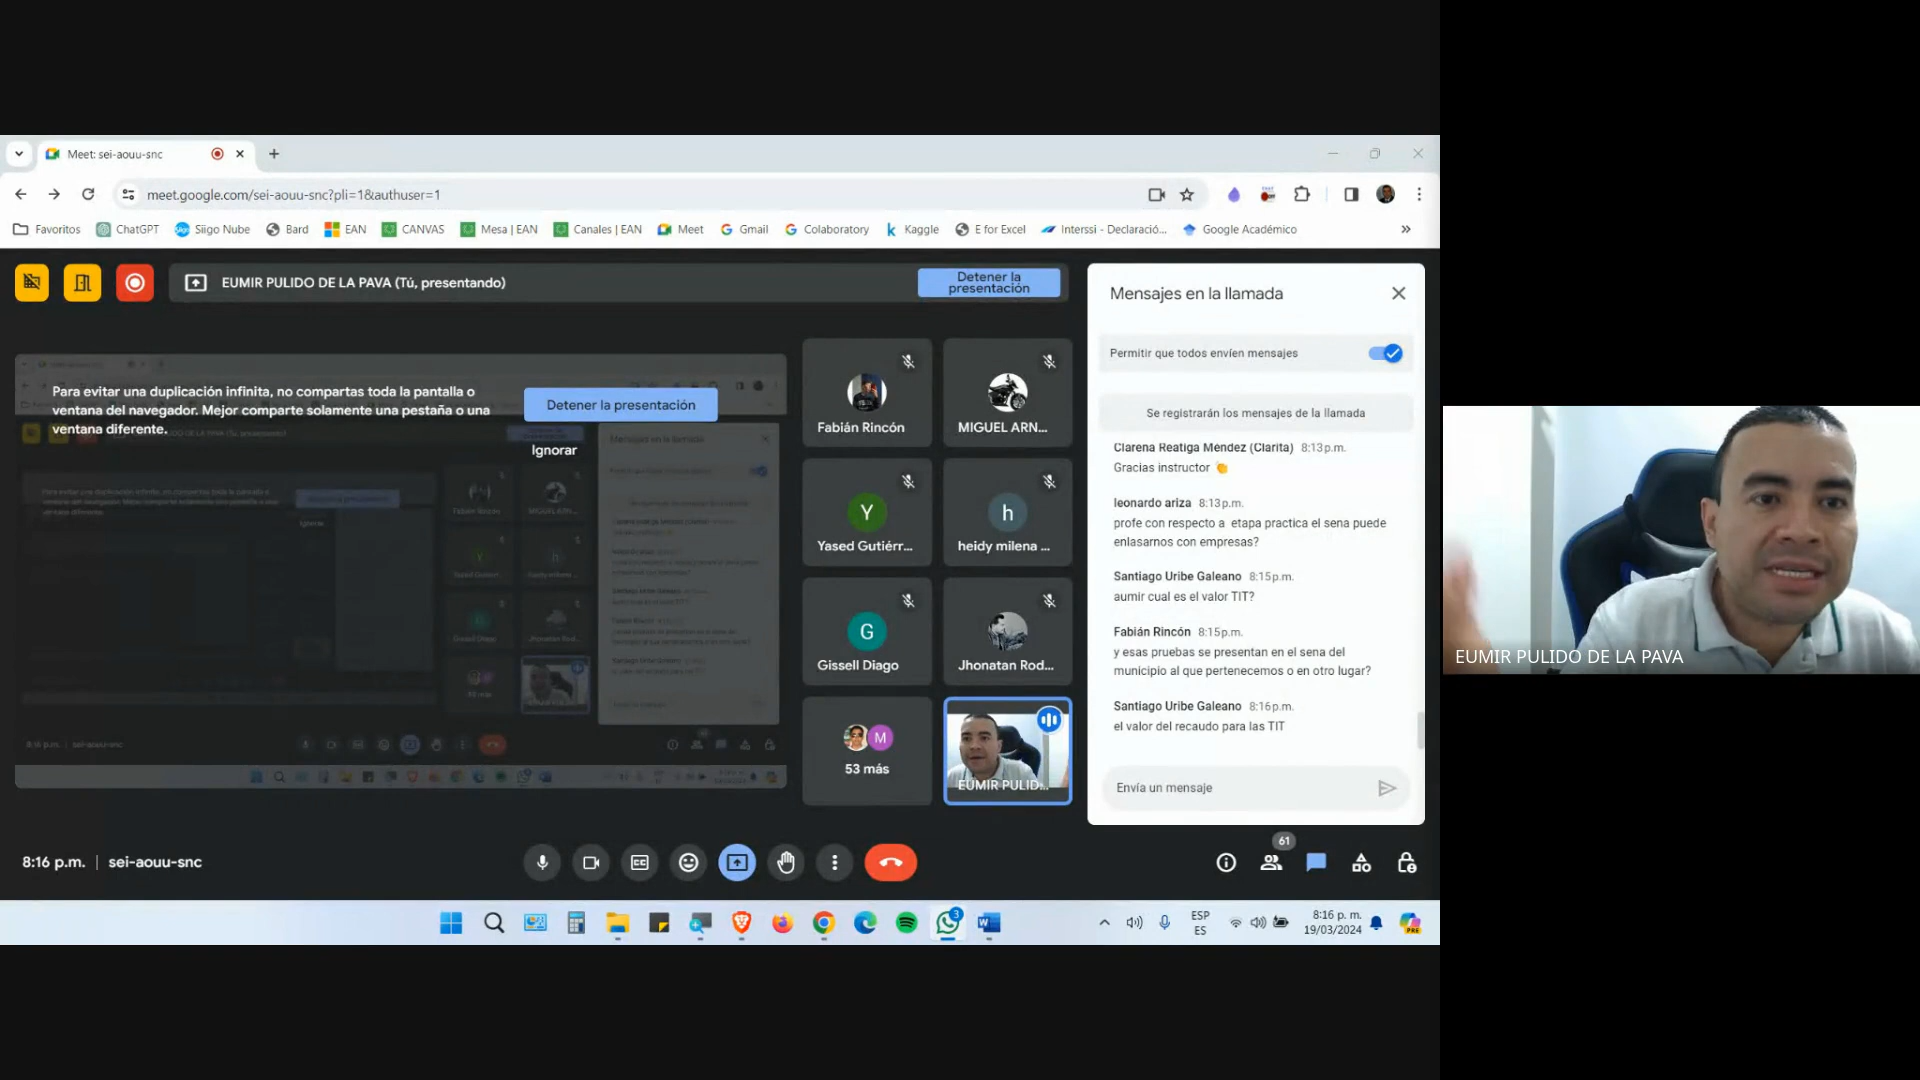 Meet: sei-aouu-snc
meet.google.com/sei-aouu-snc?pli=1&authuser=1
Favoritos ChatGPT Siigo Nube Bard EAN CANVAS Mesa | EAN Canales | EAN Meet Gmail Colaboratory Kaggle E for Excel Interssi - Declaració... Google Académico »
EUMIR PULIDO DE LA PAVA (Tú, presentando)
Detener la
presentación
Para evitar una duplicación infinita, no compartas toda la pantalla o
ventana del navegador. Mejor comparte solamente una pestaña o una
ventana diferente.
Detener la presentación
Ignorar
Fabián Rincón
MIGUEL ARN...
Y
Yased Gutiérr...
h
heidy milena ...
G
Gissell Diago
Jhonatan Rod...
M
53 más
EUMIR PULID...
Mensajes en la llamada
Permitir que todos envíen mensajes
Se registrarán los mensajes de la llamada
Clarena Reatiga Méndez (Clarita) 8:13 p.m.
Gracias instructor 👏
leonardo ariza 8:13 p.m.
profe con respecto a etapa practica el sena puede
enlasarnos con empresas?
Santiago Uribe Galeano 8:15 p.m.
aumir cual es el valor TIT?
Fabián Rincón 8:15 p.m.
y esas pruebas se presentan en el sena del
municipio al que pertenecemos o en otro lugar?
Santiago Uribe Galeano 8:16 p.m.
el valor del recaudo para las TIT
Envía un mensaje
8:16 p.m. | sei-aouu-snc
61
3
ESP
ES
8:16 p. m.
19/03/2024
PRE
EUMIR PULIDO DE LA PAVA